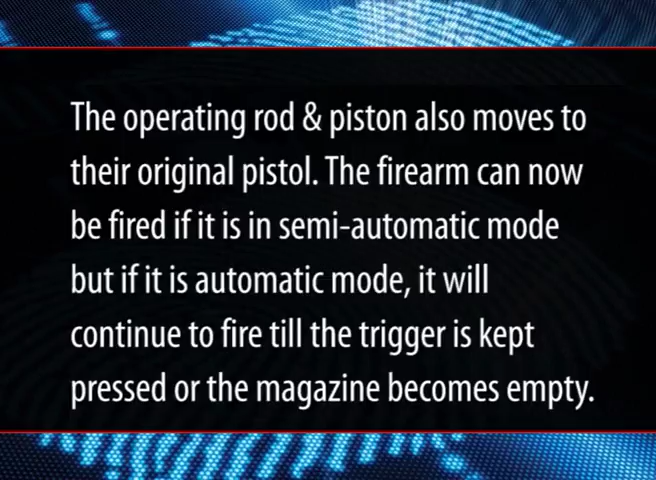 The operating rod & piston also moves to
their original pistol. The firearm can now
be fired if it is in semi-automatic mode
but if it is automatic mode, it will
continue to fire till the trigger is kept
pressed or the magazine becomes empty.